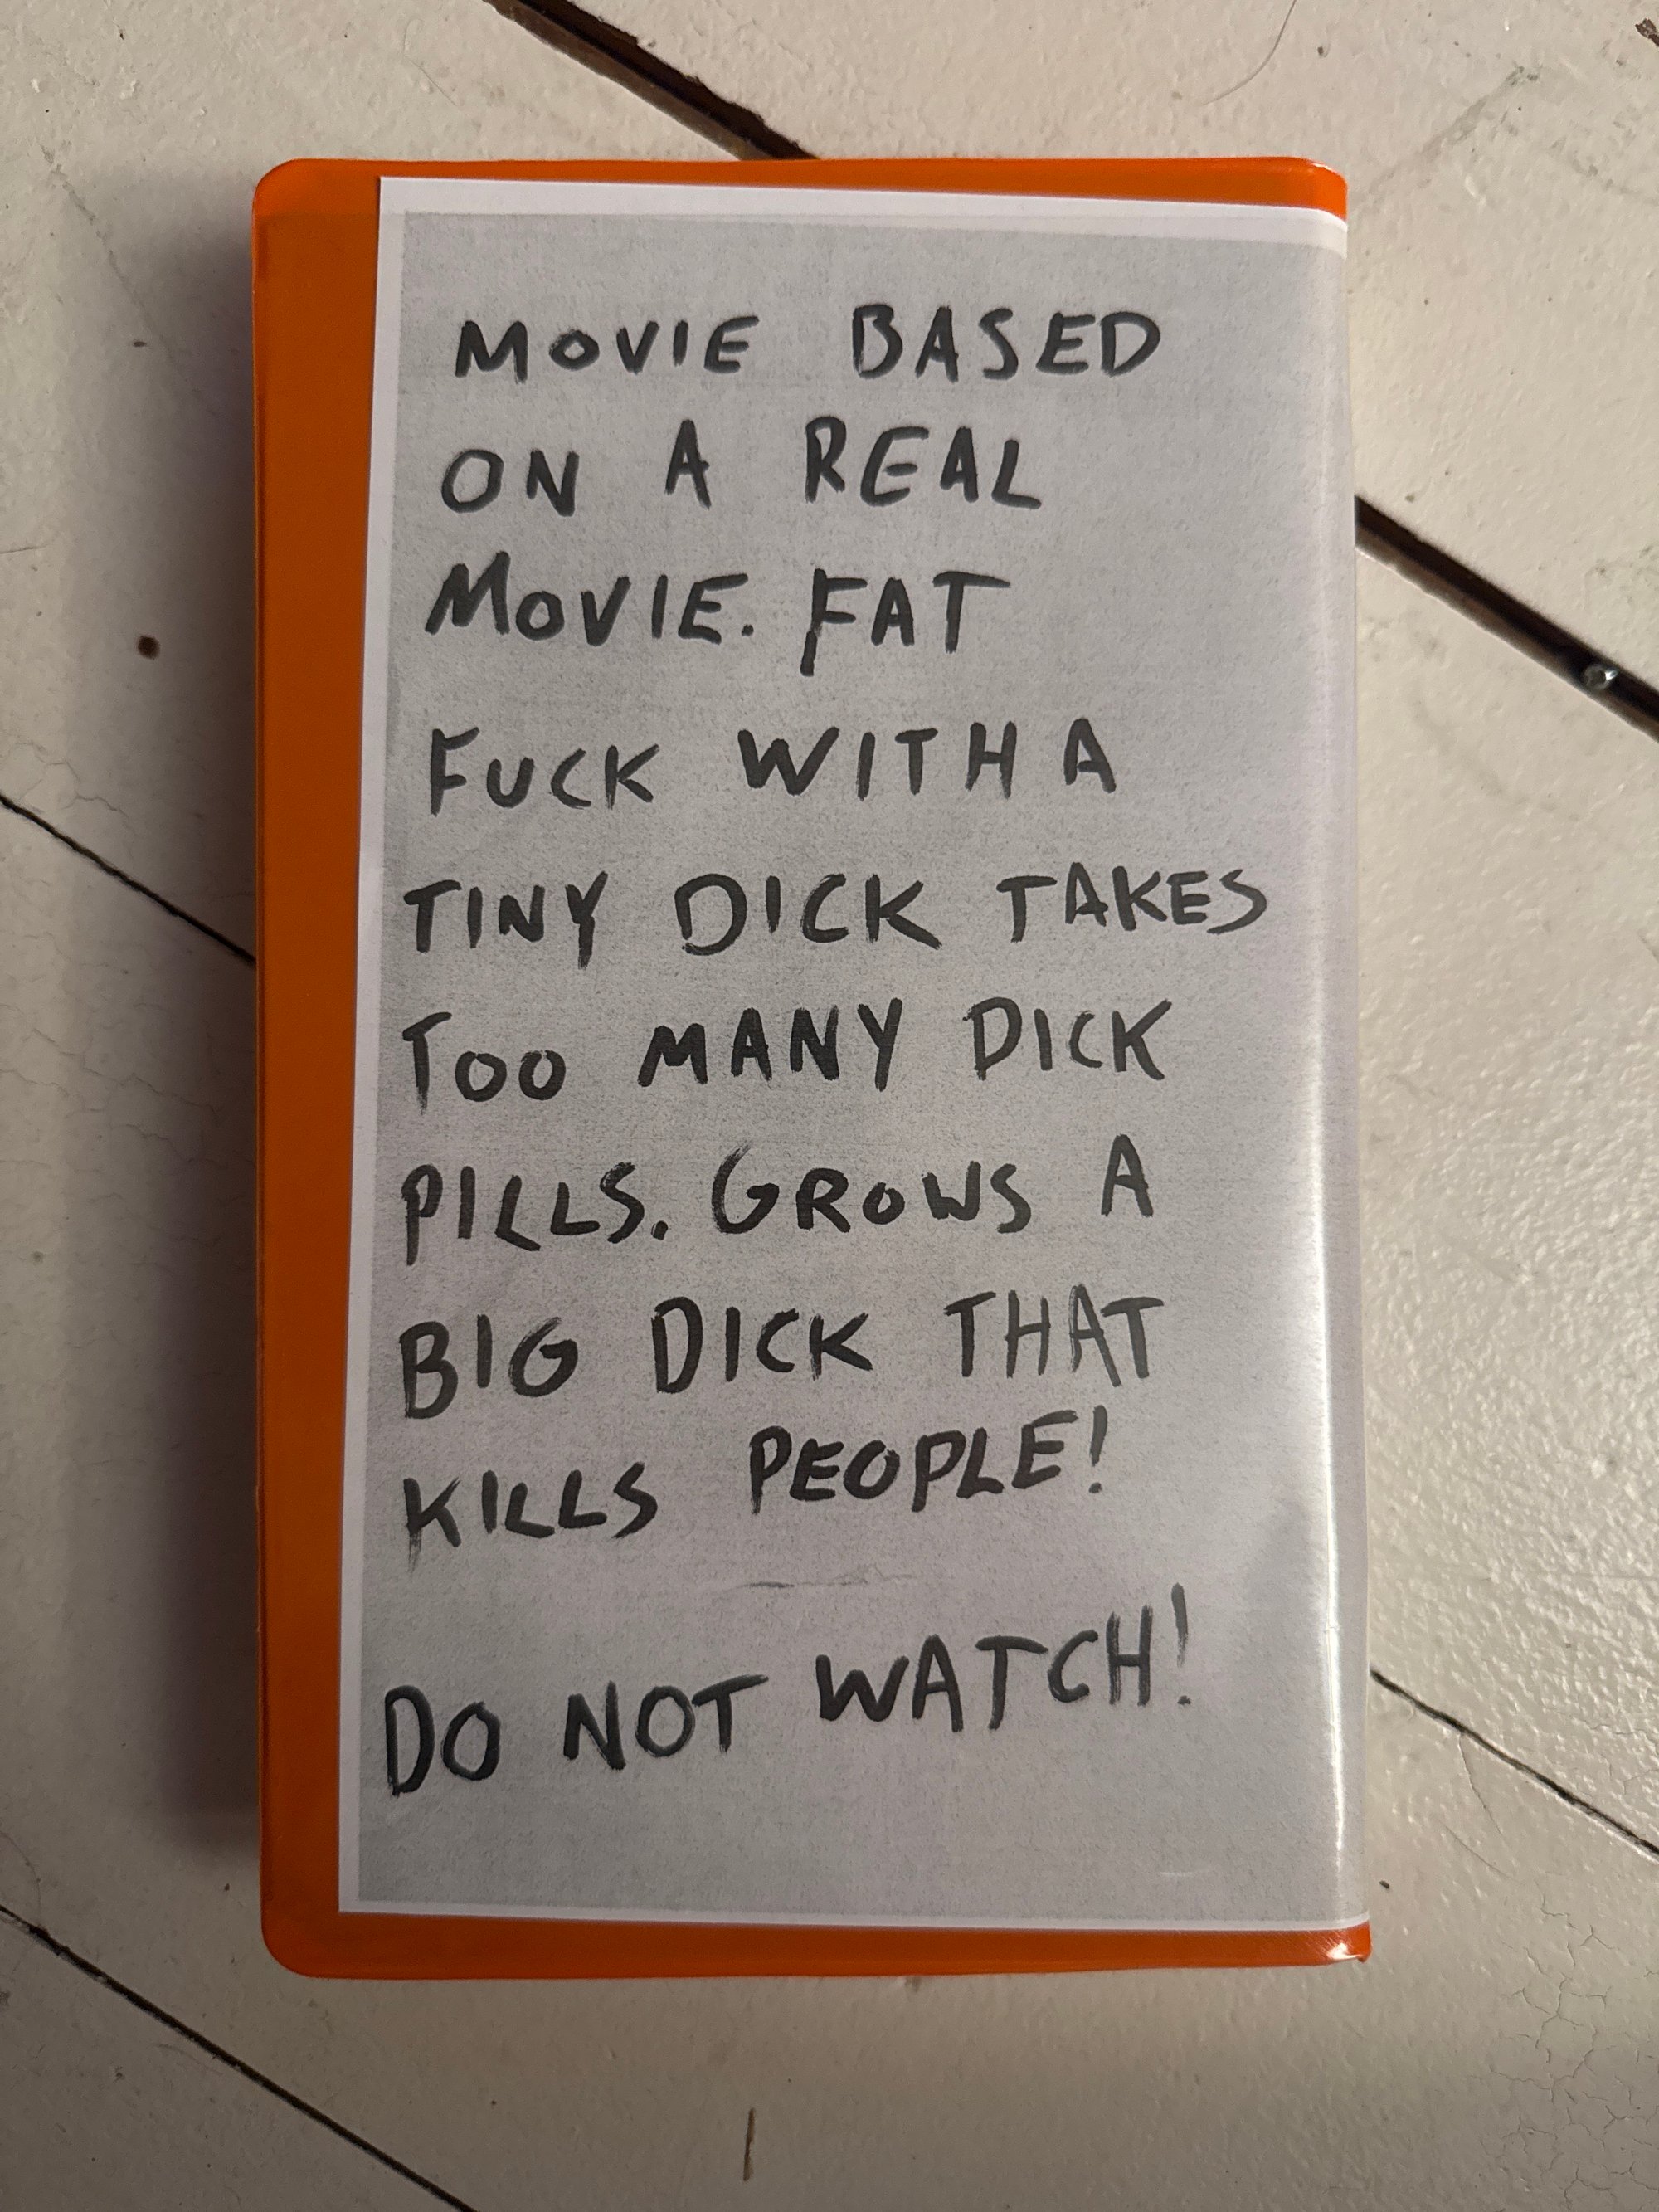 MOVIE BASED
ON A REAL
MOVIE. FAT
FUCK WITH A
TINY DICK TAKES
TOO MANY DICK
PILLS. GROWS A
BIG DICK THAT
KILLS PEOPLE!
DO NOT WATCH!